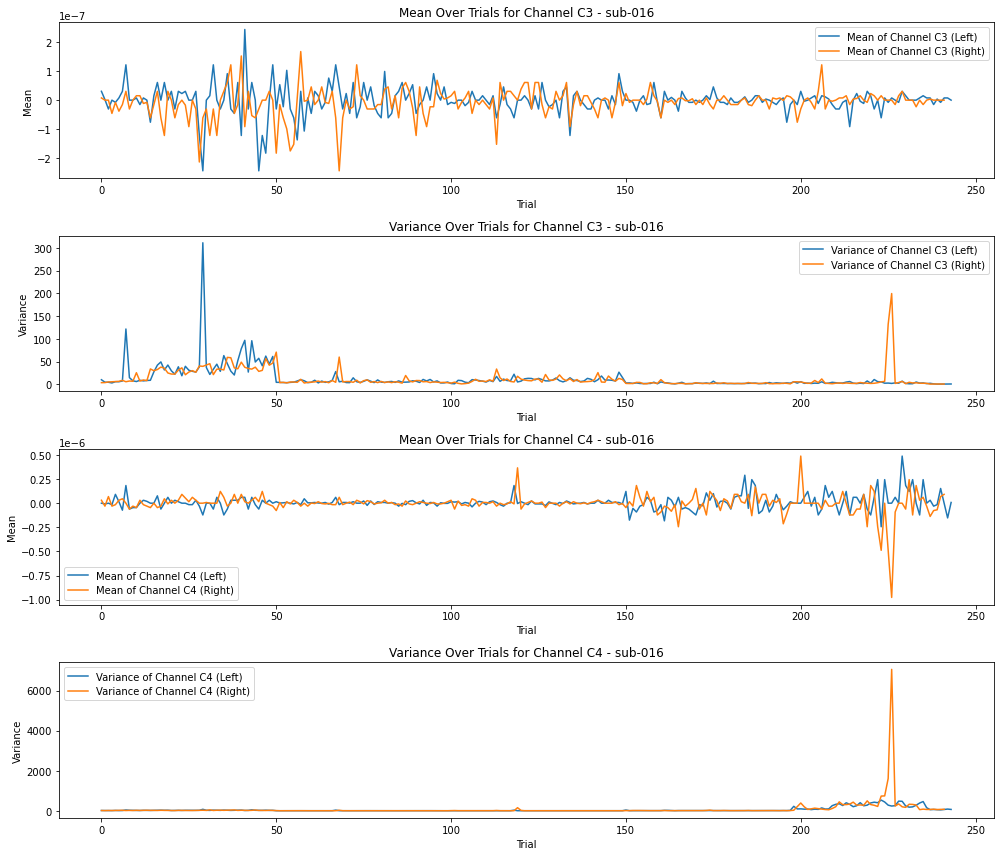 Mean Over Trials for Channel C3 - sub-016
1e−7
Mean of Channel C3 (Left)
Mean of Channel C3 (Right)
2
1
0
−1
−2
Mean
0 50 100 150 200 250
Trial
Variance Over Trials for Channel C3 - sub-016
Variance of Channel C3 (Left)
Variance of Channel C3 (Right)
300
250
200
150
100
50
0
Variance
0 50 100 150 200 250
Trial
Mean Over Trials for Channel C4 - sub-016
1e−6
0.50
0.25
0.00
−0.25
−0.50
−0.75
−1.00
Mean
Mean of Channel C4 (Left)
Mean of Channel C4 (Right)
0 50 100 150 200 250
Trial
Variance Over Trials for Channel C4 - sub-016
Variance of Channel C4 (Left)
Variance of Channel C4 (Right)
6000
4000
2000
0
Variance
0 50 100 150 200 250
Trial